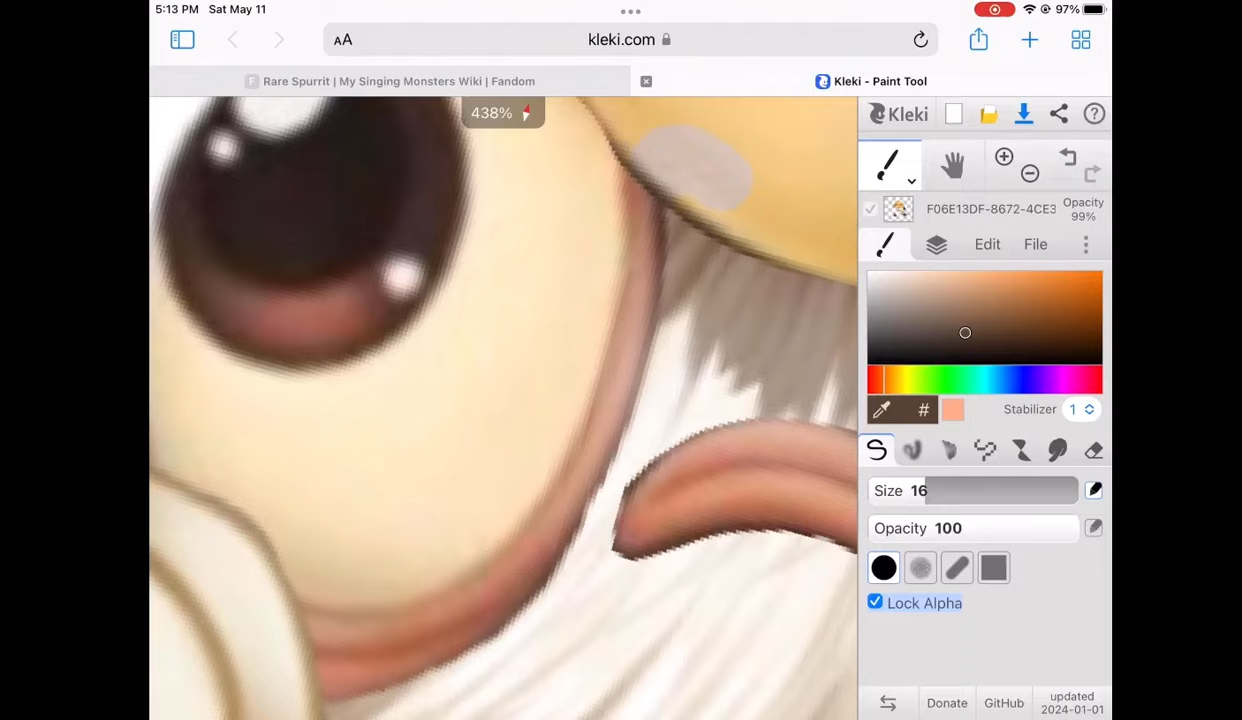 5:13 PM Sat May 11
97%
AA
kleki.com
F Rare Spurrit | My Singing Monsters Wiki | Fandom
Kleki - Paint Tool
438%
Kleki
F06E13DF-8672-4CE3
Opacity
99%
Edit
File
#
Stabilizer 1
Size 16
Opacity 100
Lock Alpha
Donate
GitHub
updated
2024-01-01